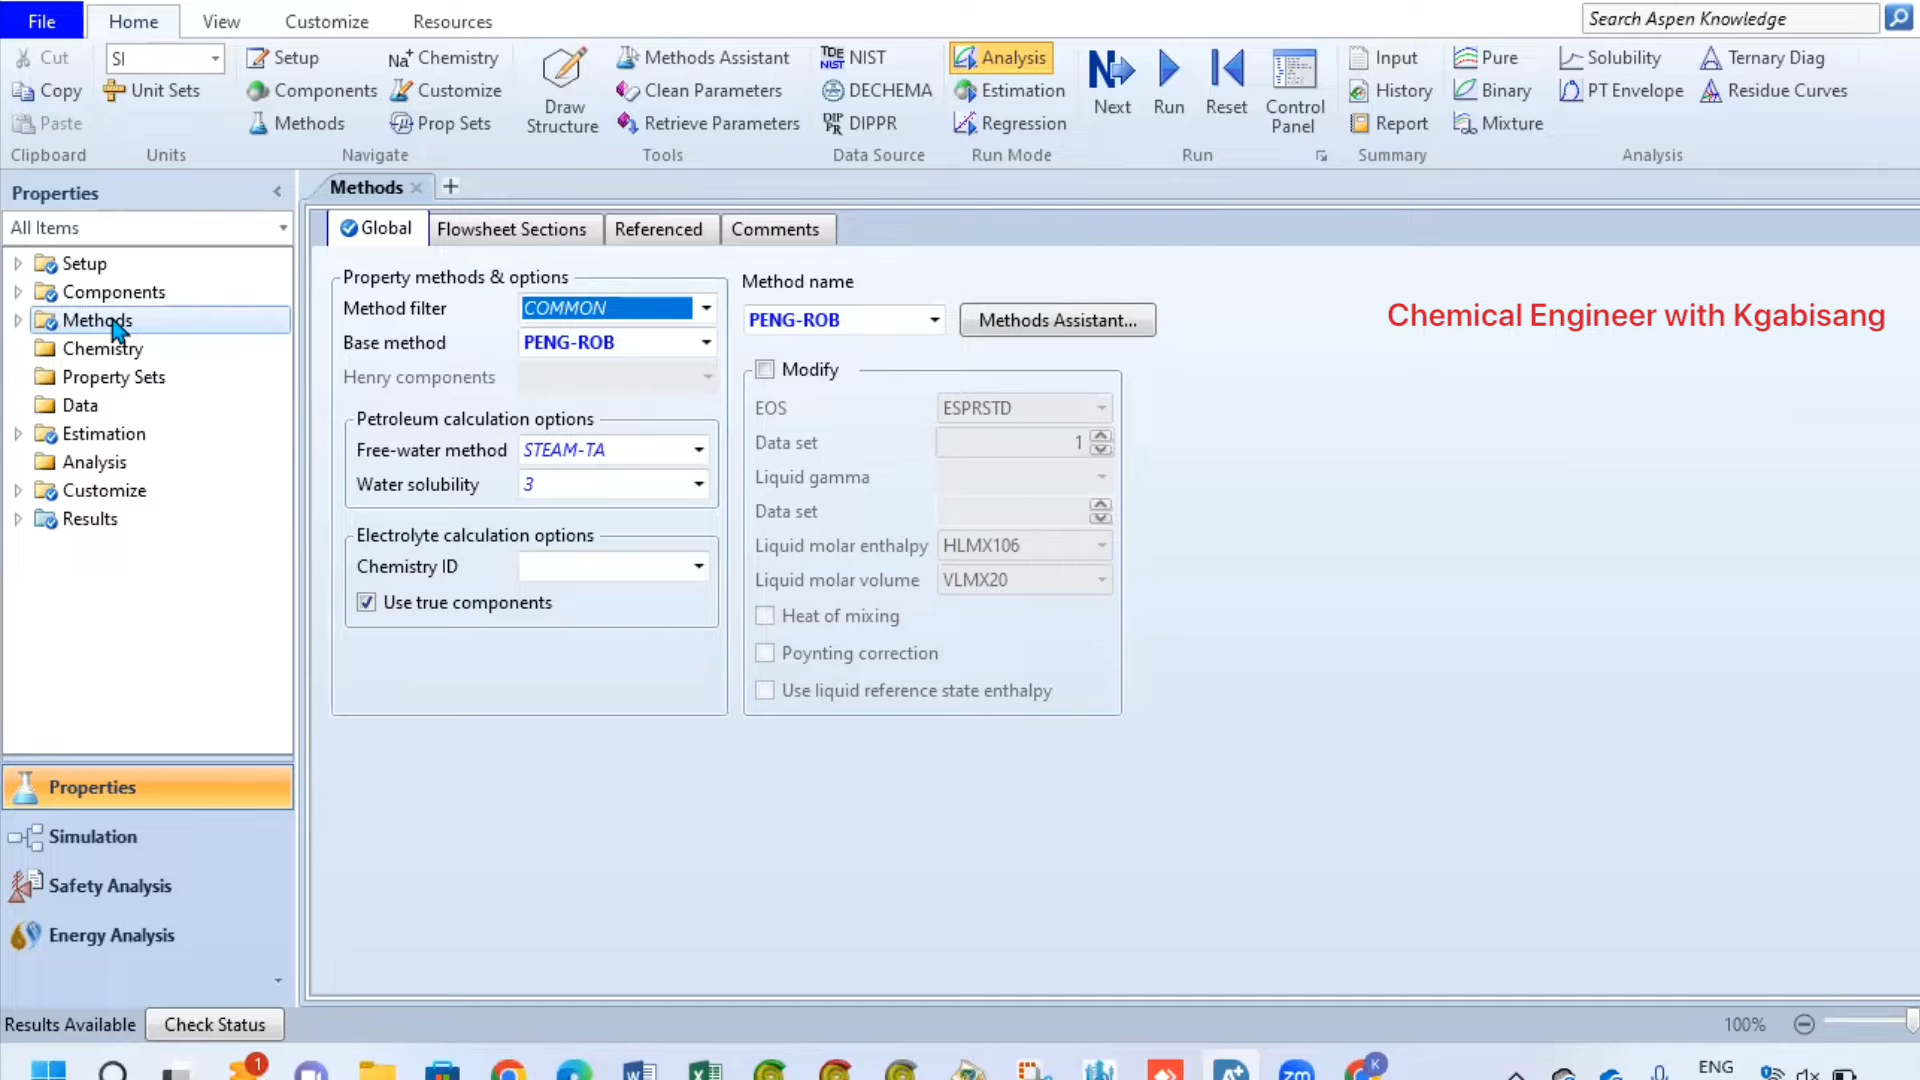 File Home View Customize Resources Search Aspen Knowledge
Cut SI Setup Na+ Chemistry Methods Assistant TDE NIST NIST Analysis Input Pure Solubility Ternary Diag
Copy Unit Sets Components Customize Clean Parameters DECHEMA Estimation History Binary PT Envelope Residue Curves
Paste Methods Prop Sets Draw Structure Retrieve Parameters DIPPR DIPPR Regression Next Run Reset Control Panel Report Mixture
Clipboard Units Navigate Tools Data Source Run Mode Run Summary Analysis
Properties
All Items
Setup
Components
Methods
Chemistry
Property Sets
Data
Estimation
Analysis
Customize
Results
Properties
Simulation
Safety Analysis
Energy Analysis
Methods
Global Flowsheet Sections Referenced Comments
Property methods & options
Method filter COMMON
Base method PENG-ROB
Henry components
Petroleum calculation options
Free-water method STEAM-TA
Water solubility 3
Electrolyte calculation options
Chemistry ID
Use true components
Method name
PENG-ROB Methods Assistant...
Modify
EOS ESPRSTD
Data set 1
Liquid gamma
Data set
Liquid molar enthalpy HLMX106
Liquid molar volume VLMX20
Heat of mixing
Poynting correction
Use liquid reference state enthalpy
Chemical Engineer with Kgabisang
Results Available Check Status 100%
1 zm K ENG